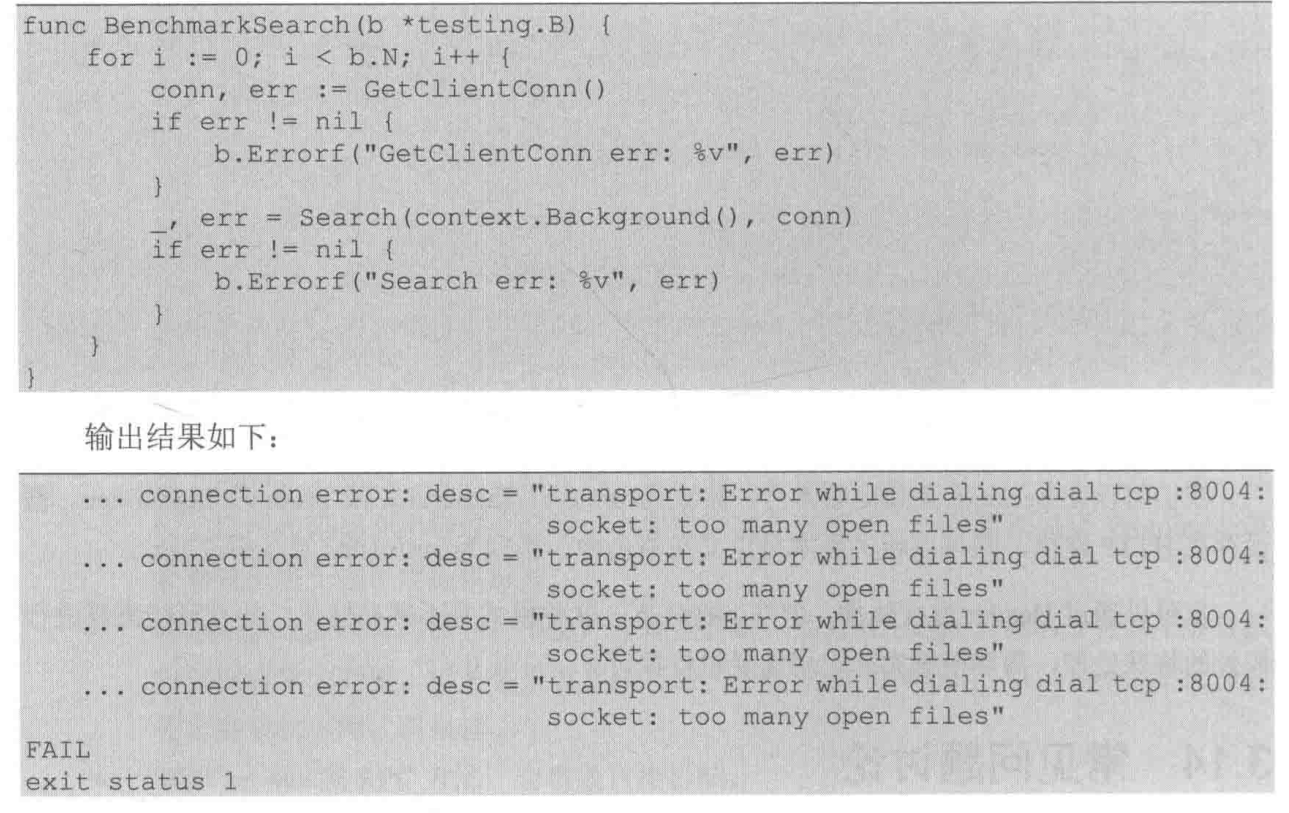 func BenchmarkSearch(b *testing.B) {
    for i := 0; i < b.N; i++ {
        conn, err := GetClientConn()
        if err != nil {
            b.Errorf("GetClientConn err: %v", err)
        }
        _, err = Search(context.Background(), conn)
        if err != nil {
            b.Errorf("Search err: %v", err)
        }
    }
}
输出结果如下：
... connection error: desc = "transport: Error while dialing dial tcp :8004:
socket: too many open files"
... connection error: desc = "transport: Error while dialing dial tcp :8004:
socket: too many open files"
... connection error: desc = "transport: Error while dialing dial tcp :8004:
socket: too many open files"
... connection error: desc = "transport: Error while dialing dial tcp :8004:
socket: too many open files"
FAIL
exit status 1